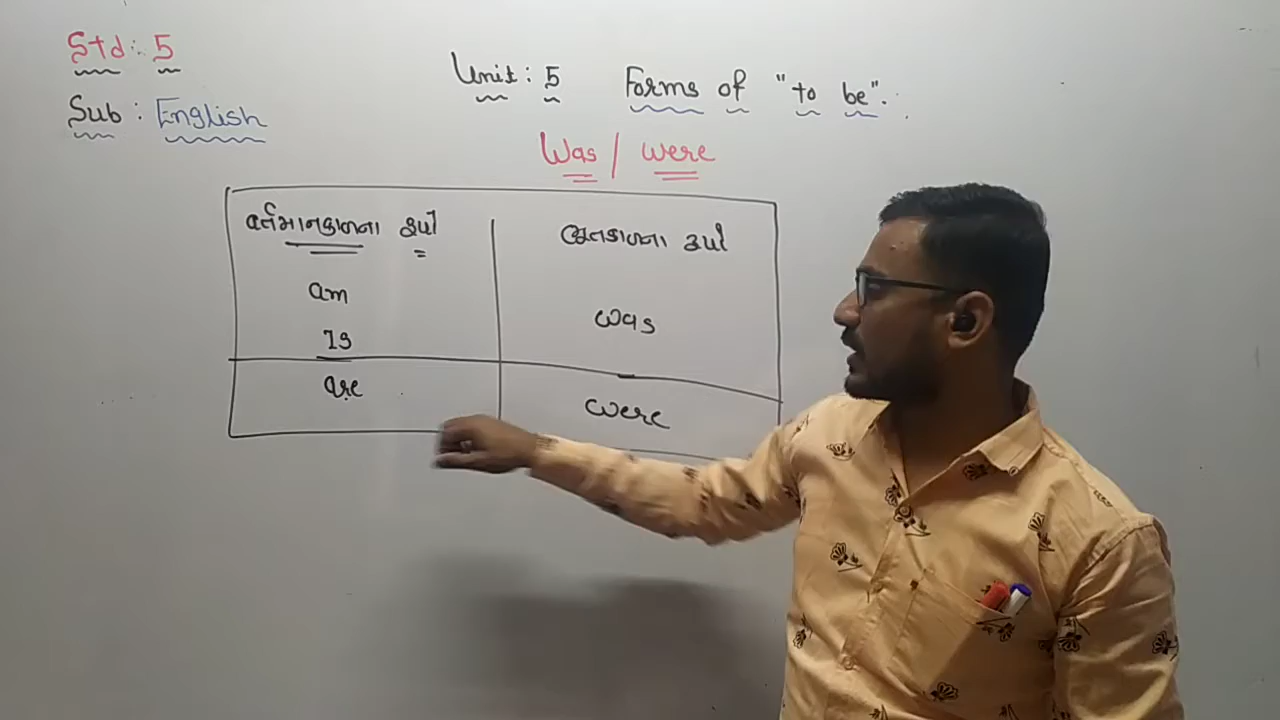 Std: 5
Sub : English
Unit: 5 Forms of "to be".
Was / were
વર્તમાનકાળના રૂપો
ભૂતકાળના રૂપો
am
Is
was
are
were